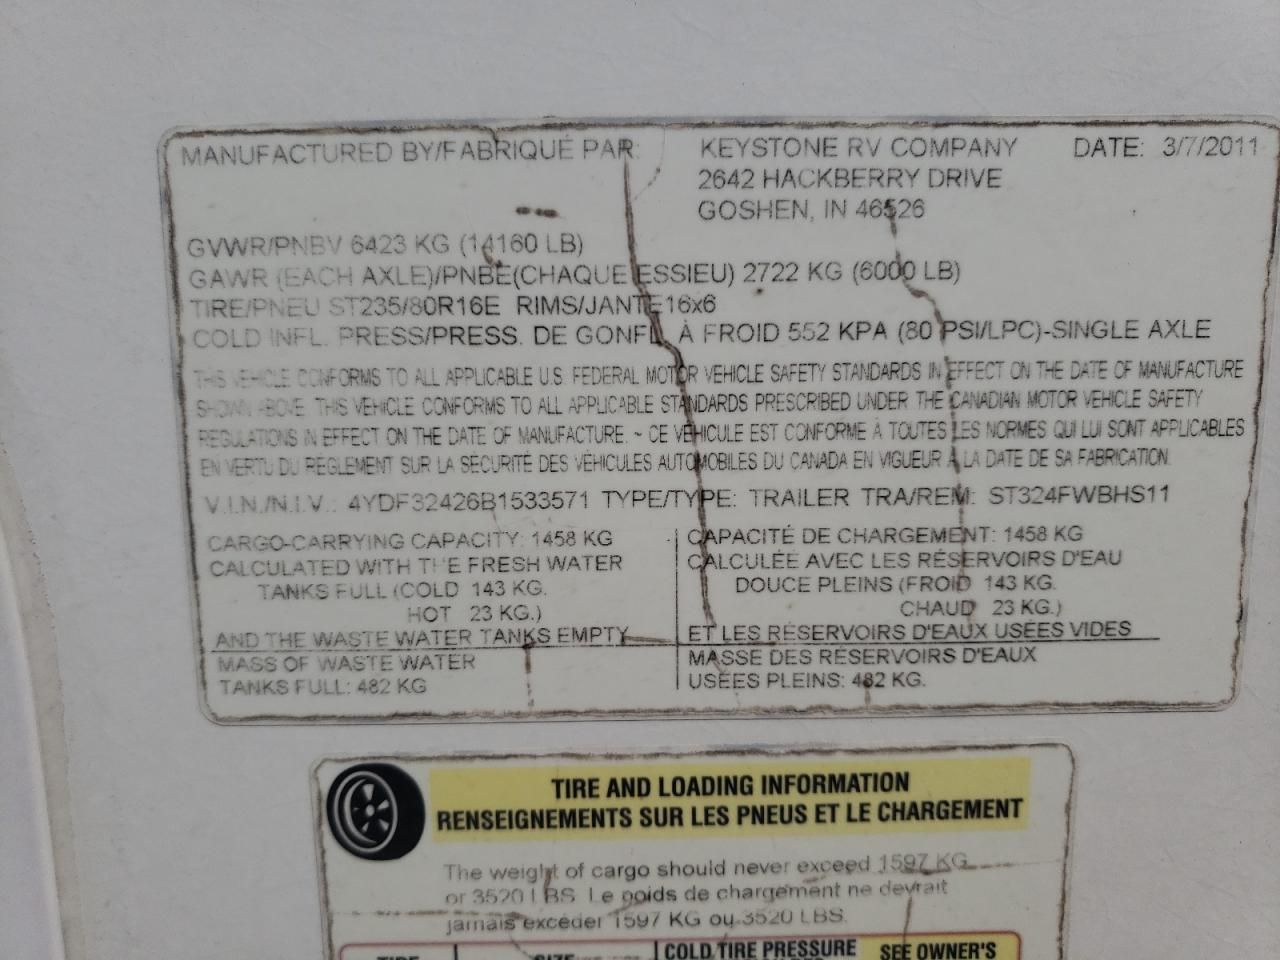 MANUFACTURED BY/FABRIQUÉ PAR: KEYSTONE RV COMPANY DATE: 3/7/2011
2642 HACKBERRY DRIVE
GOSHEN, IN 46526
GVWR/PNBV 6423 KG (14160 LB)
GAWR (EACH AXLE)/PNBE(CHAQUE ESSIEU) 2722 KG (6000 LB)
TIRE/PNEU ST235/80R16E RIMS/JANTE16x6
COLD INFL. PRESS/PRESS. DE GONFL. À FROID 552 KPA (80 PSI/LPC)-SINGLE AXLE
THIS VEHICLE CONFORMS TO ALL APPLICABLE U.S. FEDERAL MOTOR VEHICLE SAFETY STANDARDS IN EFFECT ON THE DATE OF MANUFACTURE
SHOWN ABOVE. THIS VEHICLE CONFORMS TO ALL APPLICABLE STANDARDS PRESCRIBED UNDER THE CANADIAN MOTOR VEHICLE SAFETY
REGULATIONS IN EFFECT ON THE DATE OF MANUFACTURE. ~ CE VÉHICULE EST CONFORME À TOUTES LES NORMES QUI LUI SONT APPLICABLES
EN VERTU DU RÈGLEMENT SUR LA SÉCURITÉ DES VÉHICULES AUTOMOBILES DU CANADA EN VIGUEUR À LA DATE DE SA FABRICATION.
V.I.N./N.I.V.: 4YDF32426B1533571 TYPE/TYPE: TRAILER TRA/REM: ST324FWBHS11
CARGO-CARRYING CAPACITY: 1458 KG
CALCULATED WITH THE FRESH WATER
TANKS FULL (COLD 143 KG.
HOT 23 KG.)
AND THE WASTE WATER TANKS EMPTY
MASS OF WASTE WATER
TANKS FULL: 482 KG
CAPACITÉ DE CHARGEMENT: 1458 KG
CALCULÉE AVEC LES RÉSERVOIRS D'EAU
DOUCE PLEINS (FROID 143 KG.
CHAUD 23 KG.)
ET LES RÉSERVOIRS D'EAUX USÉES VIDES
MASSE DES RÉSERVOIRS D'EAUX
USÉES PLEINS: 482 KG.
TIRE AND LOADING INFORMATION
RENSEIGNEMENTS SUR LES PNEUS ET LE CHARGEMENT
The weight of cargo should never exceed 1597 KG
or 3520 LBS. Le poids de chargement ne devrait
jamais excéder 1597 KG ou 3520 LBS.
TIRE SIZE COLD TIRE PRESSURE SEE OWNER'S